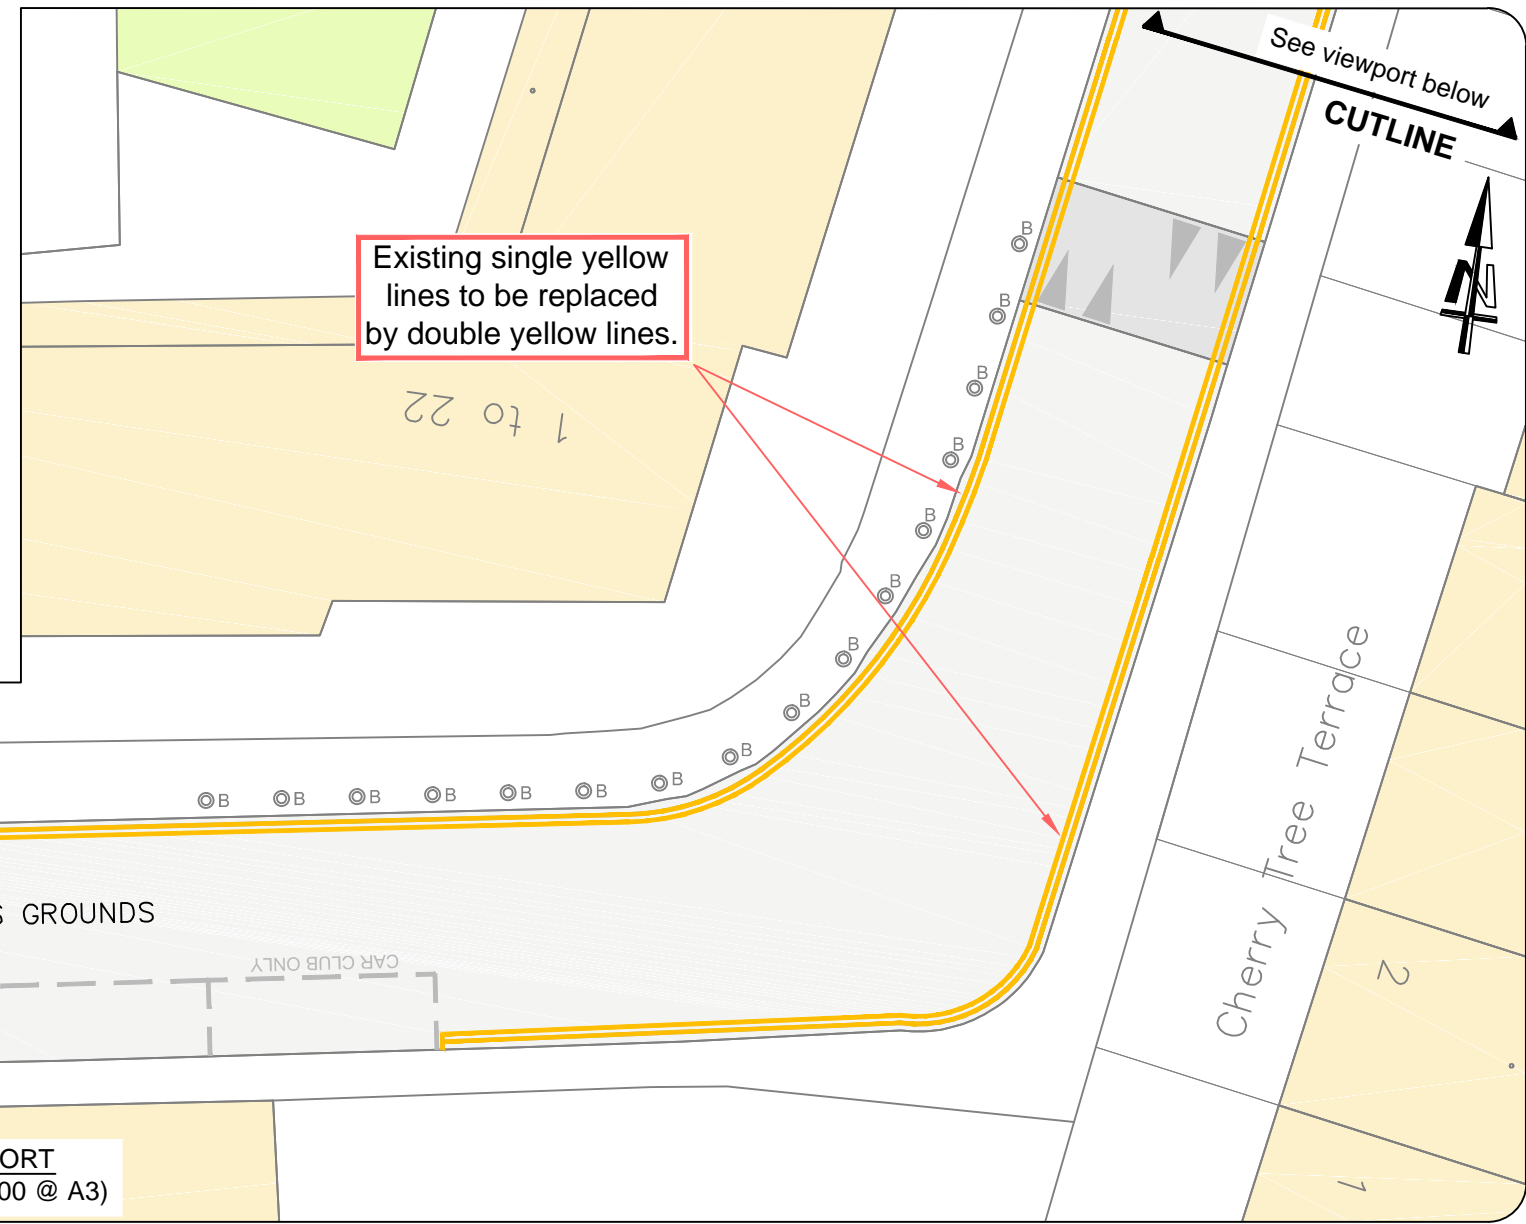 See viewport below
CUTLINE
N
B
B
Existing single yellow
lines to be replaced
by double yellow lines.
B
1 to 22
B
B
B
B
B
B
B
B
B
B
B
B
B
Cherry Tree Terrace
S GROUNDS
CAR CLUB ONLY
2
1
ORT
00 @ A3)